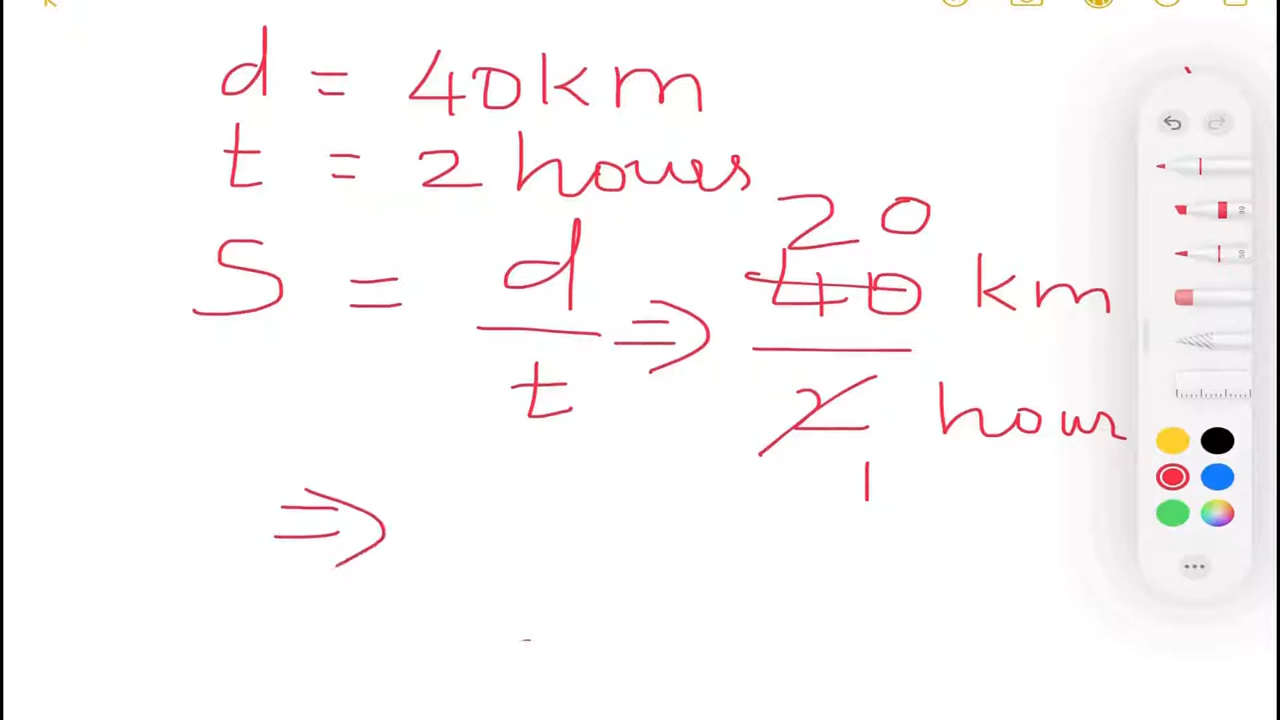 d = 40km
t = 2 hours
20
S = d/t ⇒ 40 km / 2 hour
1
⇒